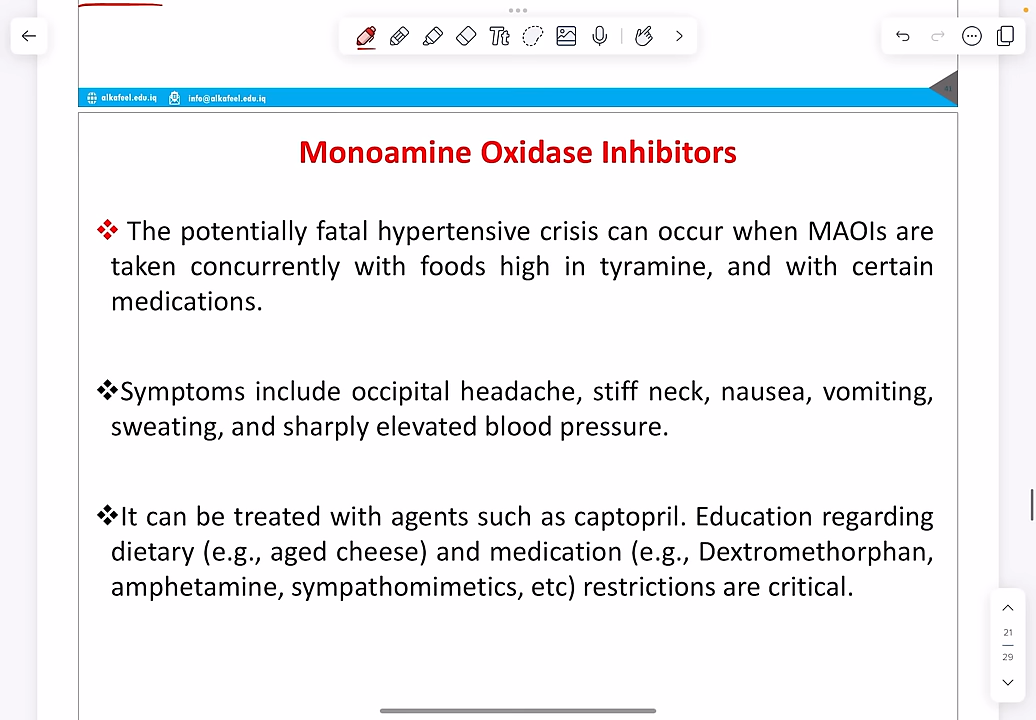 Tt
alkafeel.edu.iq info@alkafeel.edu.iq
41
Monoamine Oxidase Inhibitors
❖ The potentially fatal hypertensive crisis can occur when MAOIs are
taken concurrently with foods high in tyramine, and with certain
medications.
❖Symptoms include occipital headache, stiff neck, nausea, vomiting,
sweating, and sharply elevated blood pressure.
❖It can be treated with agents such as captopril. Education regarding
dietary (e.g., aged cheese) and medication (e.g., Dextromethorphan,
amphetamine, sympathomimetics, etc) restrictions are critical.
21
29